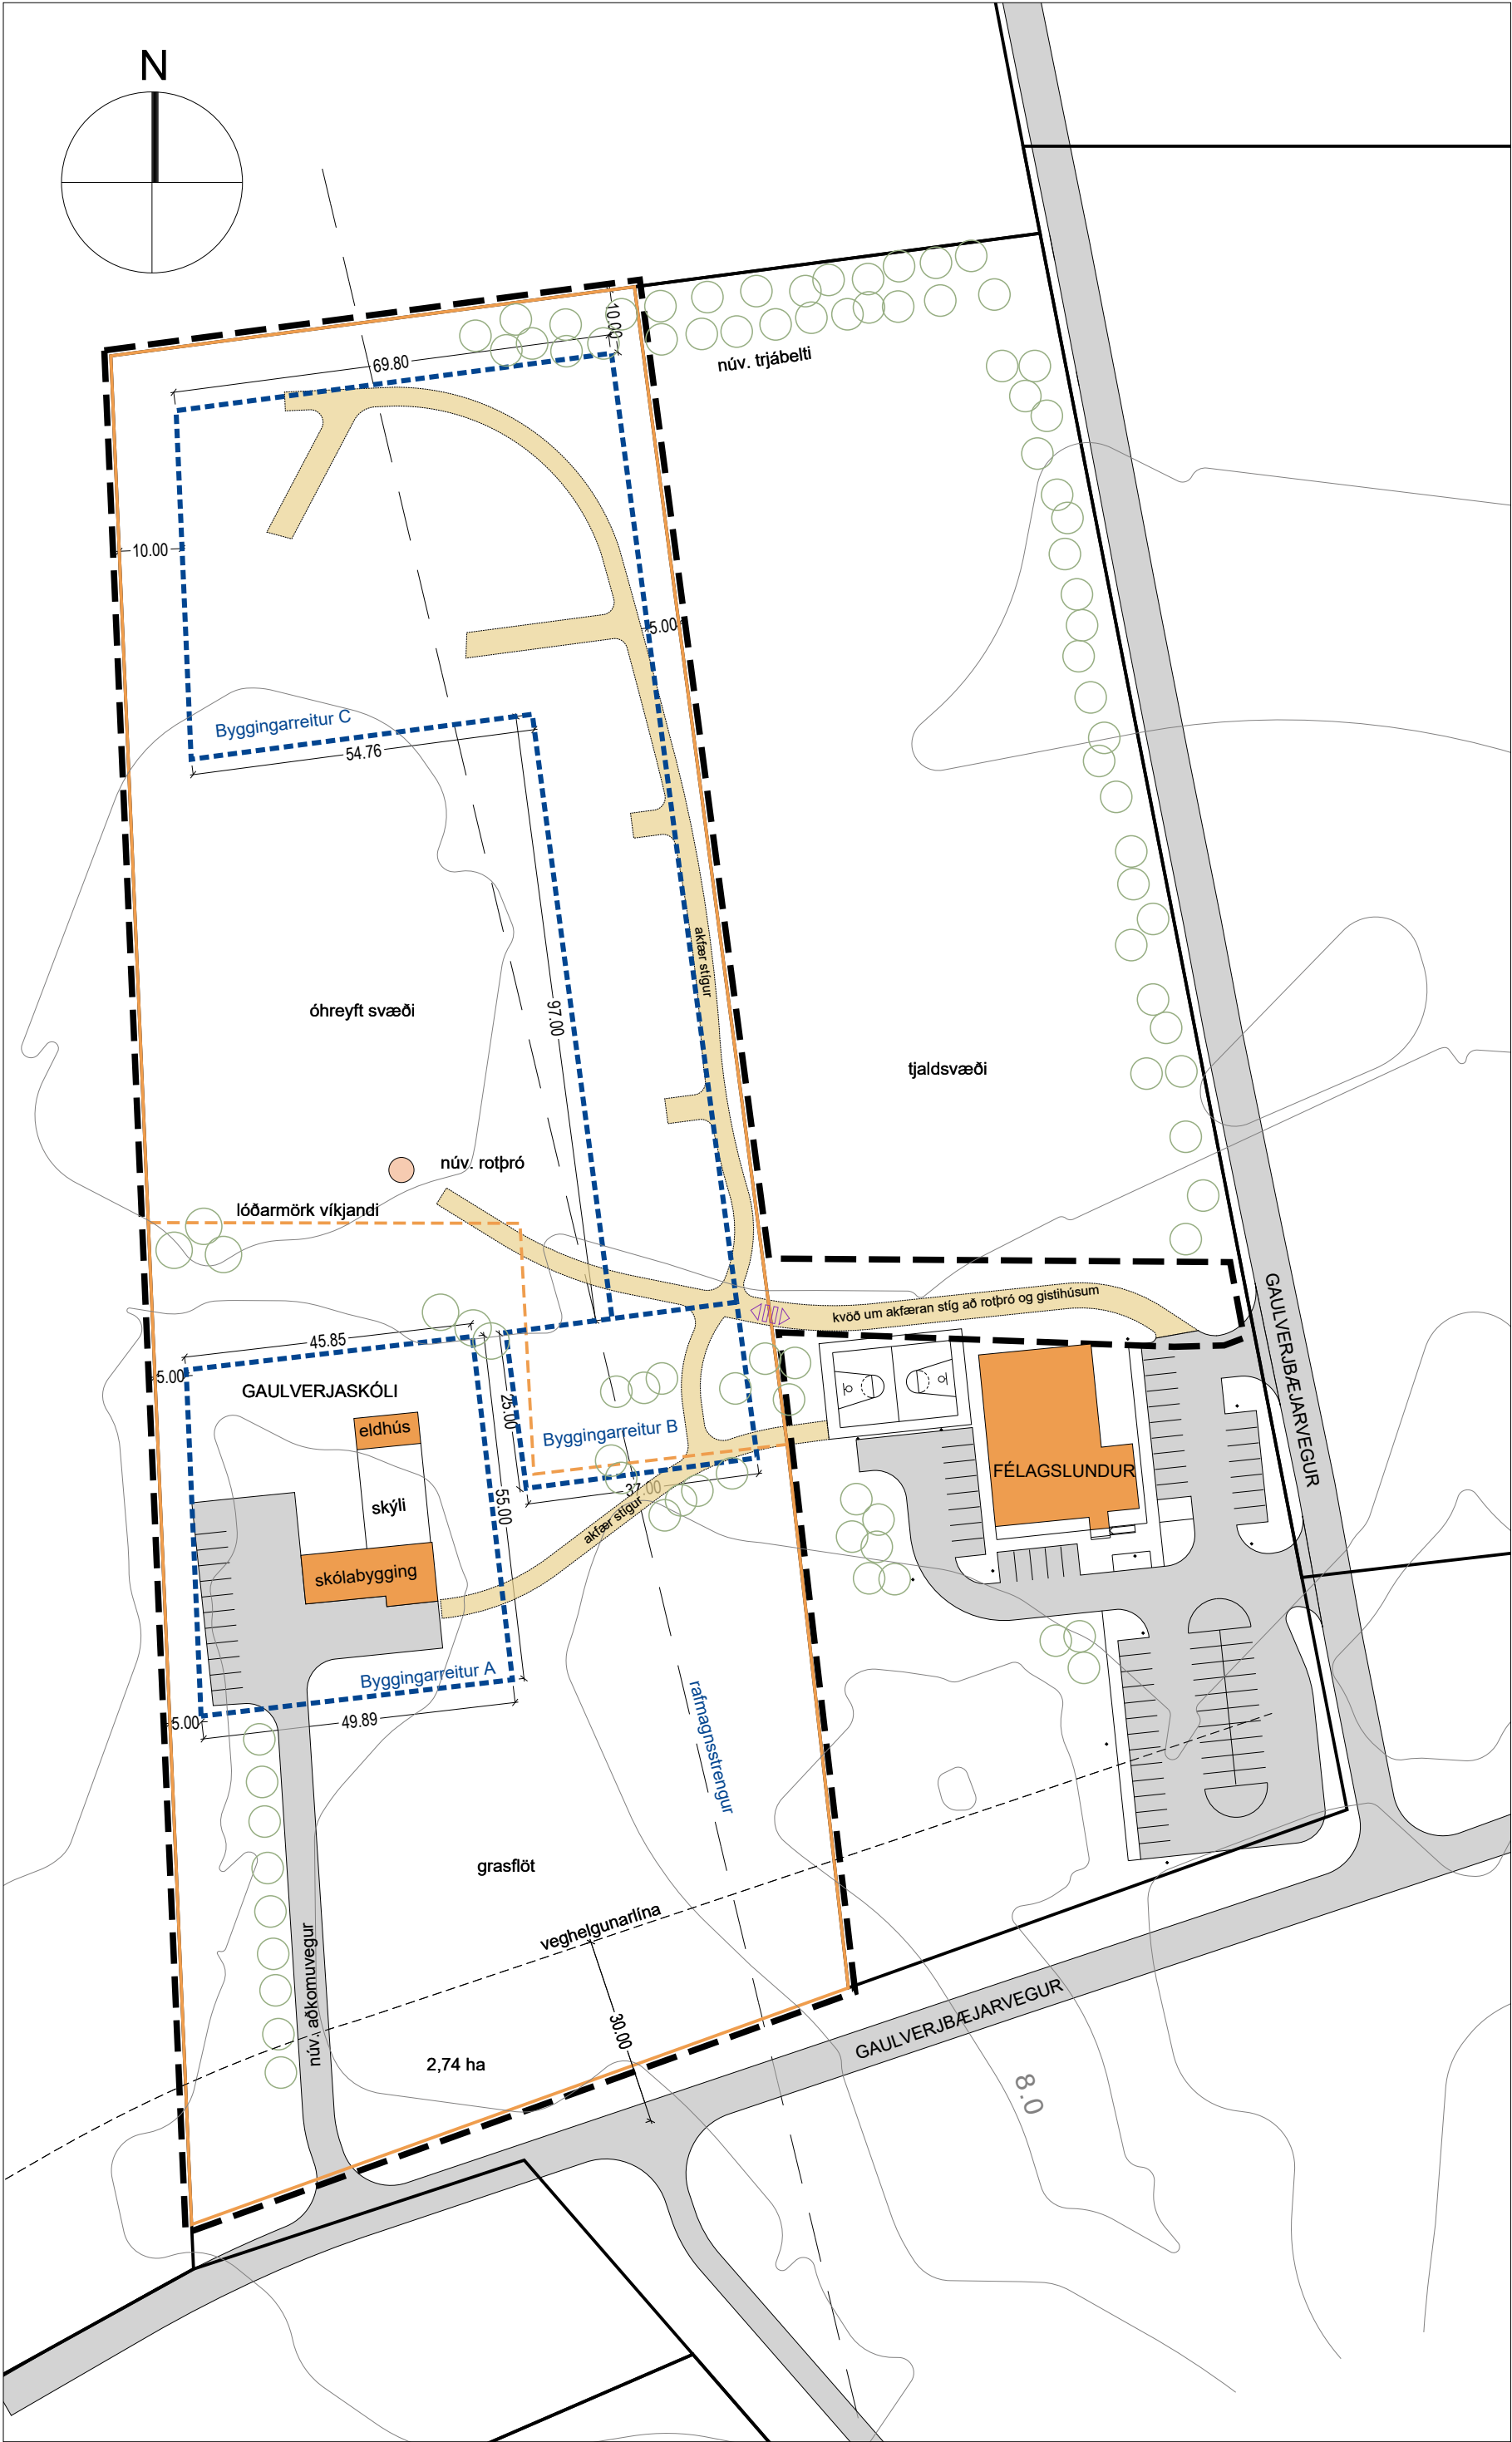 N
10.00
69.80
núv. trjábelti
10.00
5.00
Byggingarreitur C
54.76
akfær stígur
97.00
óhreyft svæði
tjaldsvæði
núv. rotþró
lóðarmörk víkjandi
kvöð um akfæran stíg að rotþró og gistihúsum
GAULVERJBÆJARVEGUR
45.85
5.00
GAULVERJASKÓLI
25.00
Byggingarreitur B
eldhús
FÉLAGSLUNDUR
37.00
55.00
skýli
akfær stígur
skólabygging
Byggingarreitur A
5.00
49.89
rafmagnsstrengur
grasflöt
veghelgunarlína
núv. aðkomuvegur
30.00
GAULVERJBÆJARVEGUR
2,74 ha
8.0